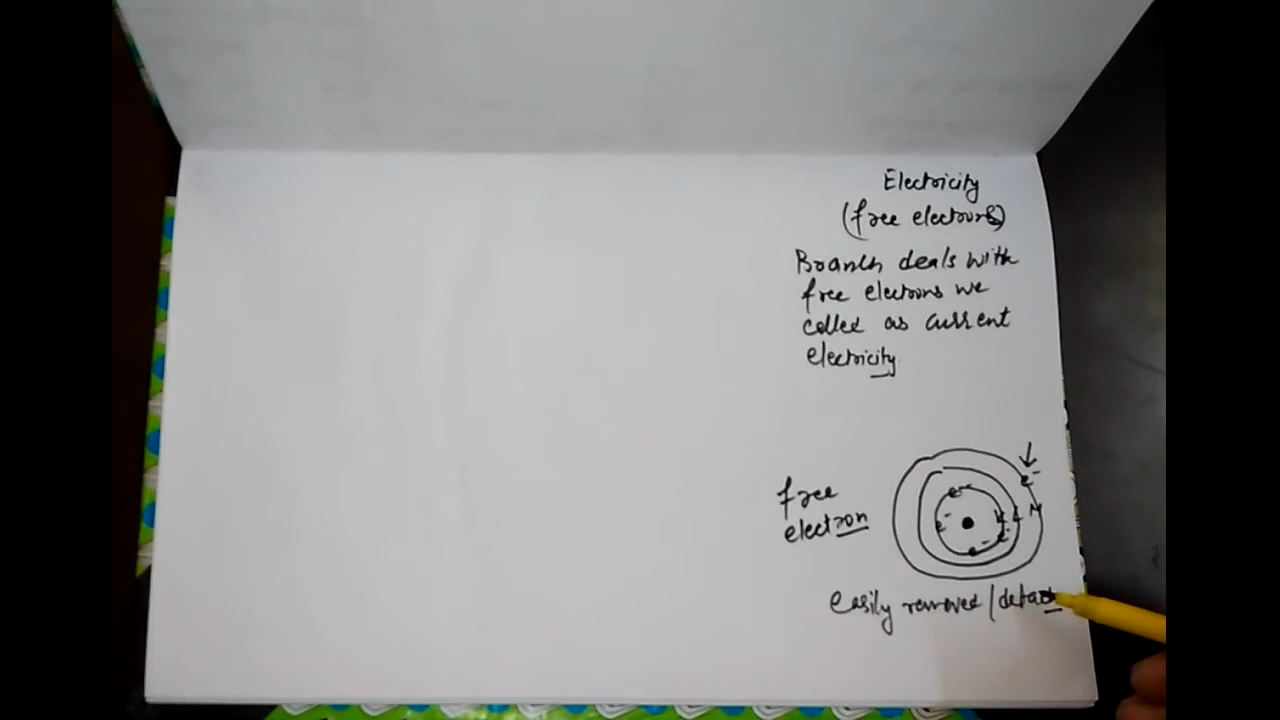 Electricity
(free electrons)
Branch deals with
free electrons we
called as current
electricity
free
electron
e-
e-
e-
K L M
e-
e-
easily removed / detach